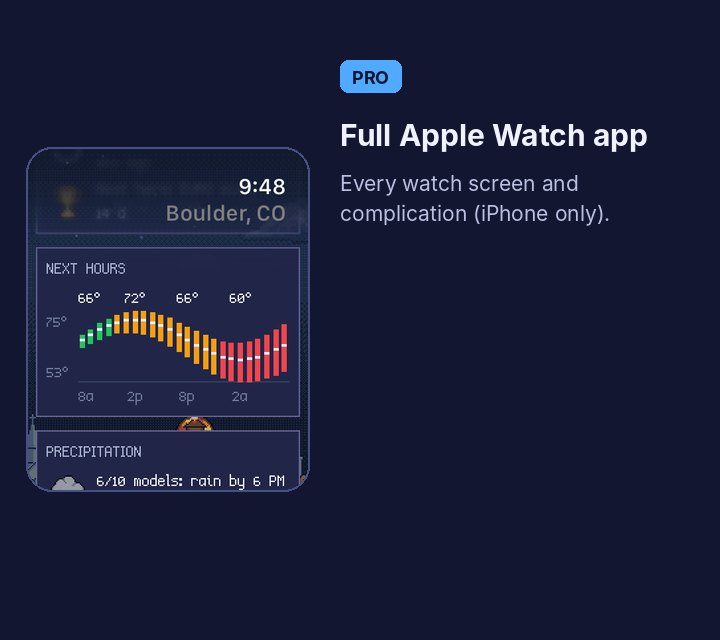 PRO
Full Apple Watch app
Every watch screen and
complication (iPhone only).
9:48
Boulder, CO
NEXT HOURS
66° 72° 66° 60°
75°
53°
8a 2p 8p 2a
PRECIPITATION
6/10 models: rain by 6 PM